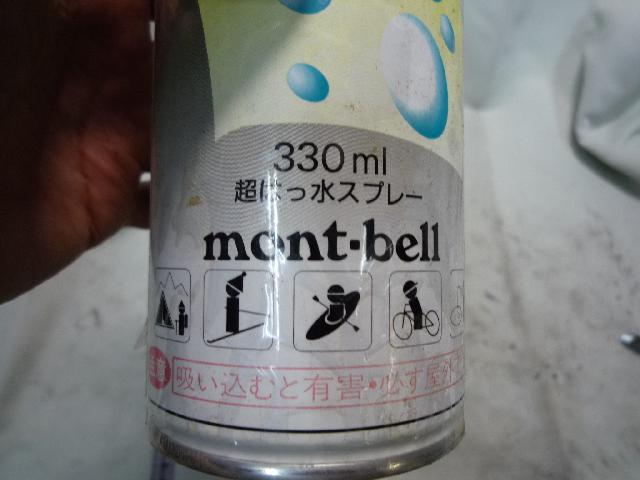 330ml
超はっ水スプレー
mont·bell
注意 吸い込むと有害・必ず屋外で